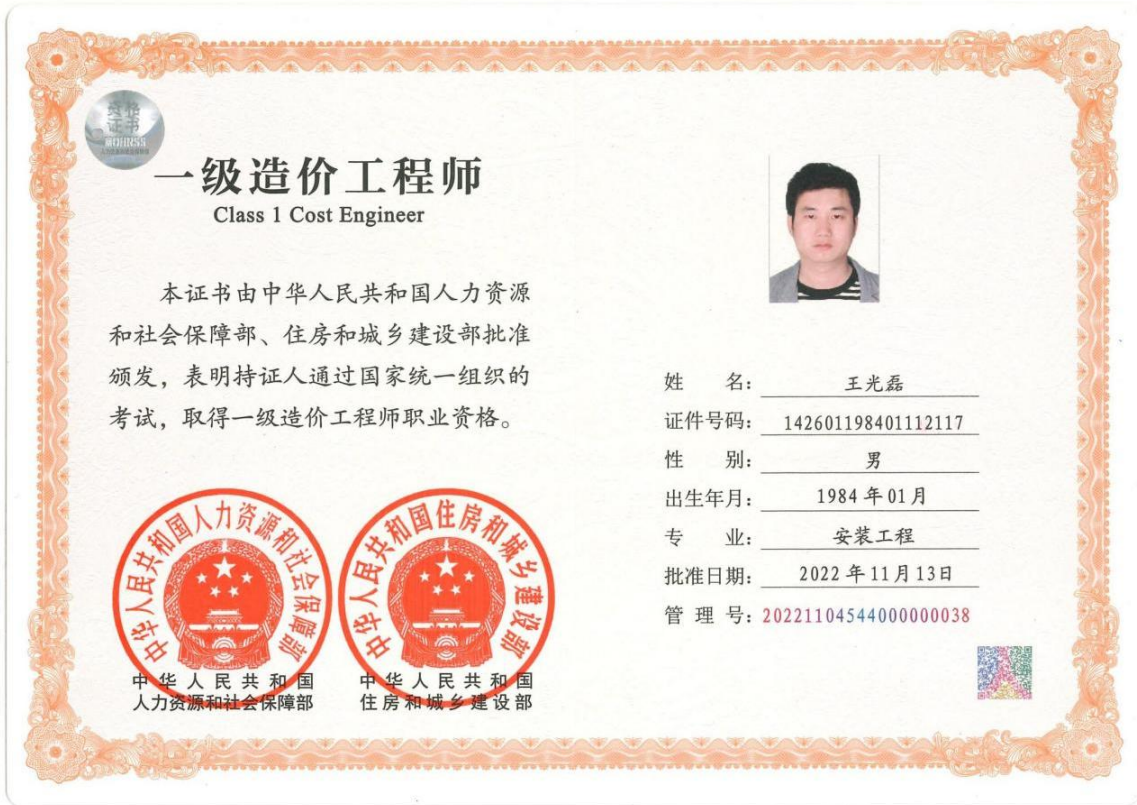 资格
证书
MOHRSS
一级造价工程师
Class 1 Cost Engineer
本证书由中华人民共和国人力资源
和社会保障部、住房和城乡建设部批准
颁发，表明持证人通过国家统一组织的
考试，取得一级造价工程师职业资格。
中华人民共和国人力资源和社会保障部
中华人民共和国住房和城乡建设部
中华人民共和国
人力资源和社会保障部
中华人民共和国
住房和城乡建设部
姓 名：王光磊
证件号码：142601198401112117
性 别：男
出生年月：1984年01月
专 业：安装工程
批准日期：2022年11月13日
管 理 号：20221104544000000038